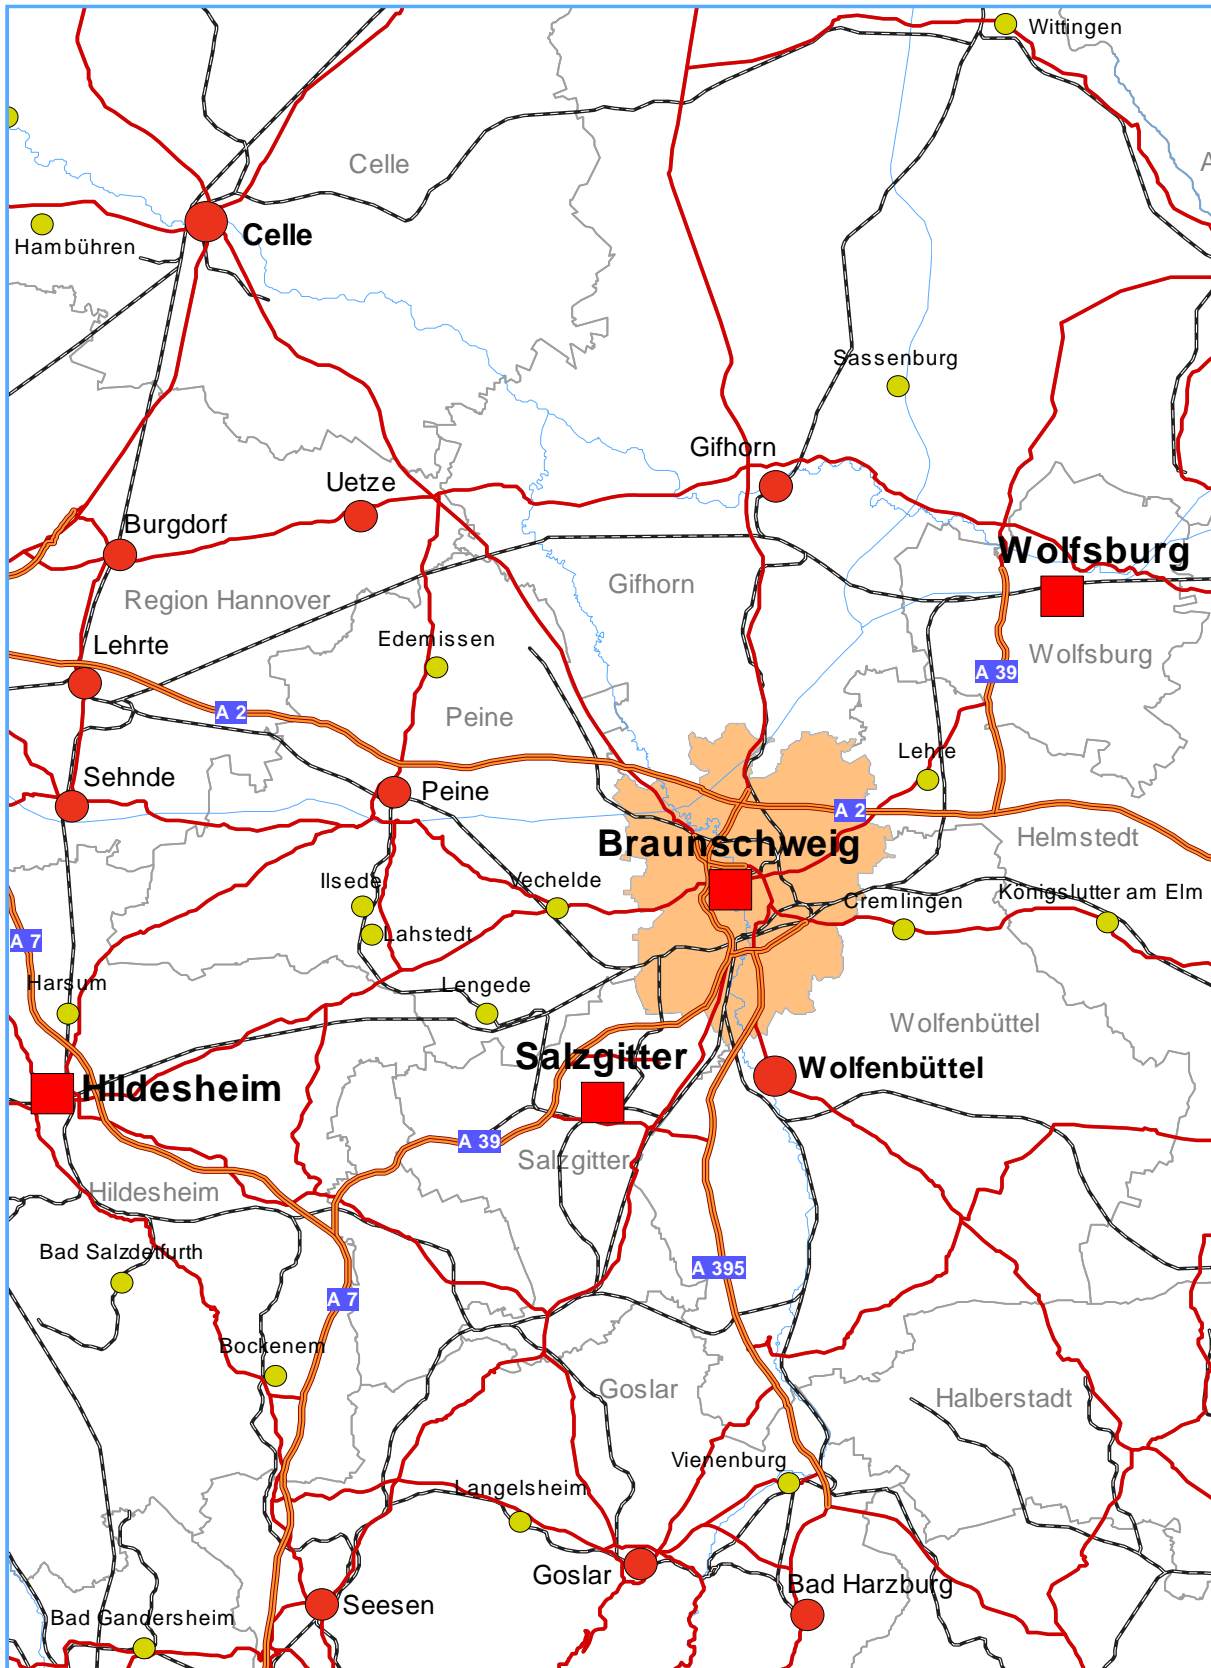 Wittingen
Celle
A
Celle
Hambühren
Sassenburg
Gifhorn
Uetze
Burgdorf
Wolfsburg
Gifhorn
Region Hannover
Edemissen
Lehrte
Wolfsburg
A 39
A 2
Peine
Lehre
Sehnde
Peine
A 2
Helmstedt
Braunschweig
Ilsede
Vechelde
Königslutter am Elm
Cremlingen
A 7
Lahstedt
Harsum
Lengede
Wolfenbüttel
Salzgitter
Wolfenbüttel
Hildesheim
A 39
Salzgitter
Hildesheim
Bad Salzdetfurth
A 395
A 7
Bockenem
Goslar
Halberstadt
Vienenburg
Langelsheim
Goslar
Bad Harzburg
Seesen
Bad Gandersheim